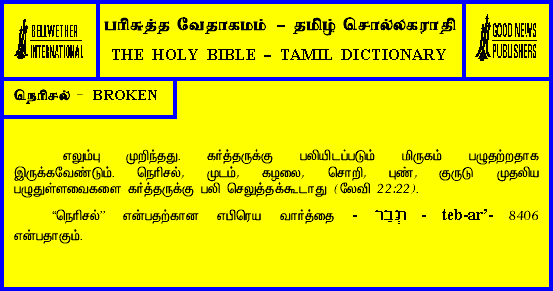 BELLWETHER
INTERNATIONAL
பரிசுத்த வேதாகமம் – தமிழ் சொல்லகராதி
THE HOLY BIBLE – TAMIL DICTIONARY
GOOD NEWS
PUBLISHERS
நெரிசல் - BROKEN
எலும்பு முறிந்தது. கர்த்தருக்கு பலியிடப்படும் மிருகம் பழுதற்றதாக
இருக்கவேண்டும். நெரிசல், முடம், கழலை, சொறி, புண், குருடு முதலிய
பழுதுள்ளவைகளை கர்த்தருக்கு பலி செலுத்தக்கூடாது (லேவி 22:22).
“நெரிசல்” என்பதற்கான எபிரெய வார்த்தை - תְּבַר - teb-ar’- 8406
என்பதாகும்.